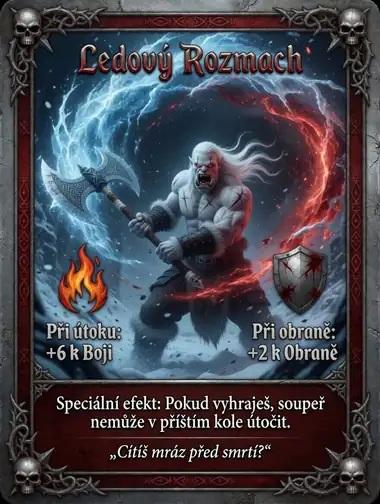 Ledový Rozmach
Při útoku:
+6 k Boji
Při obraně:
+2 k Obraně
Speciální efekt: Pokud vyhraješ, soupeř
nemůže v příštím kole útočit.
„Cítíš mráz před smrtí?“